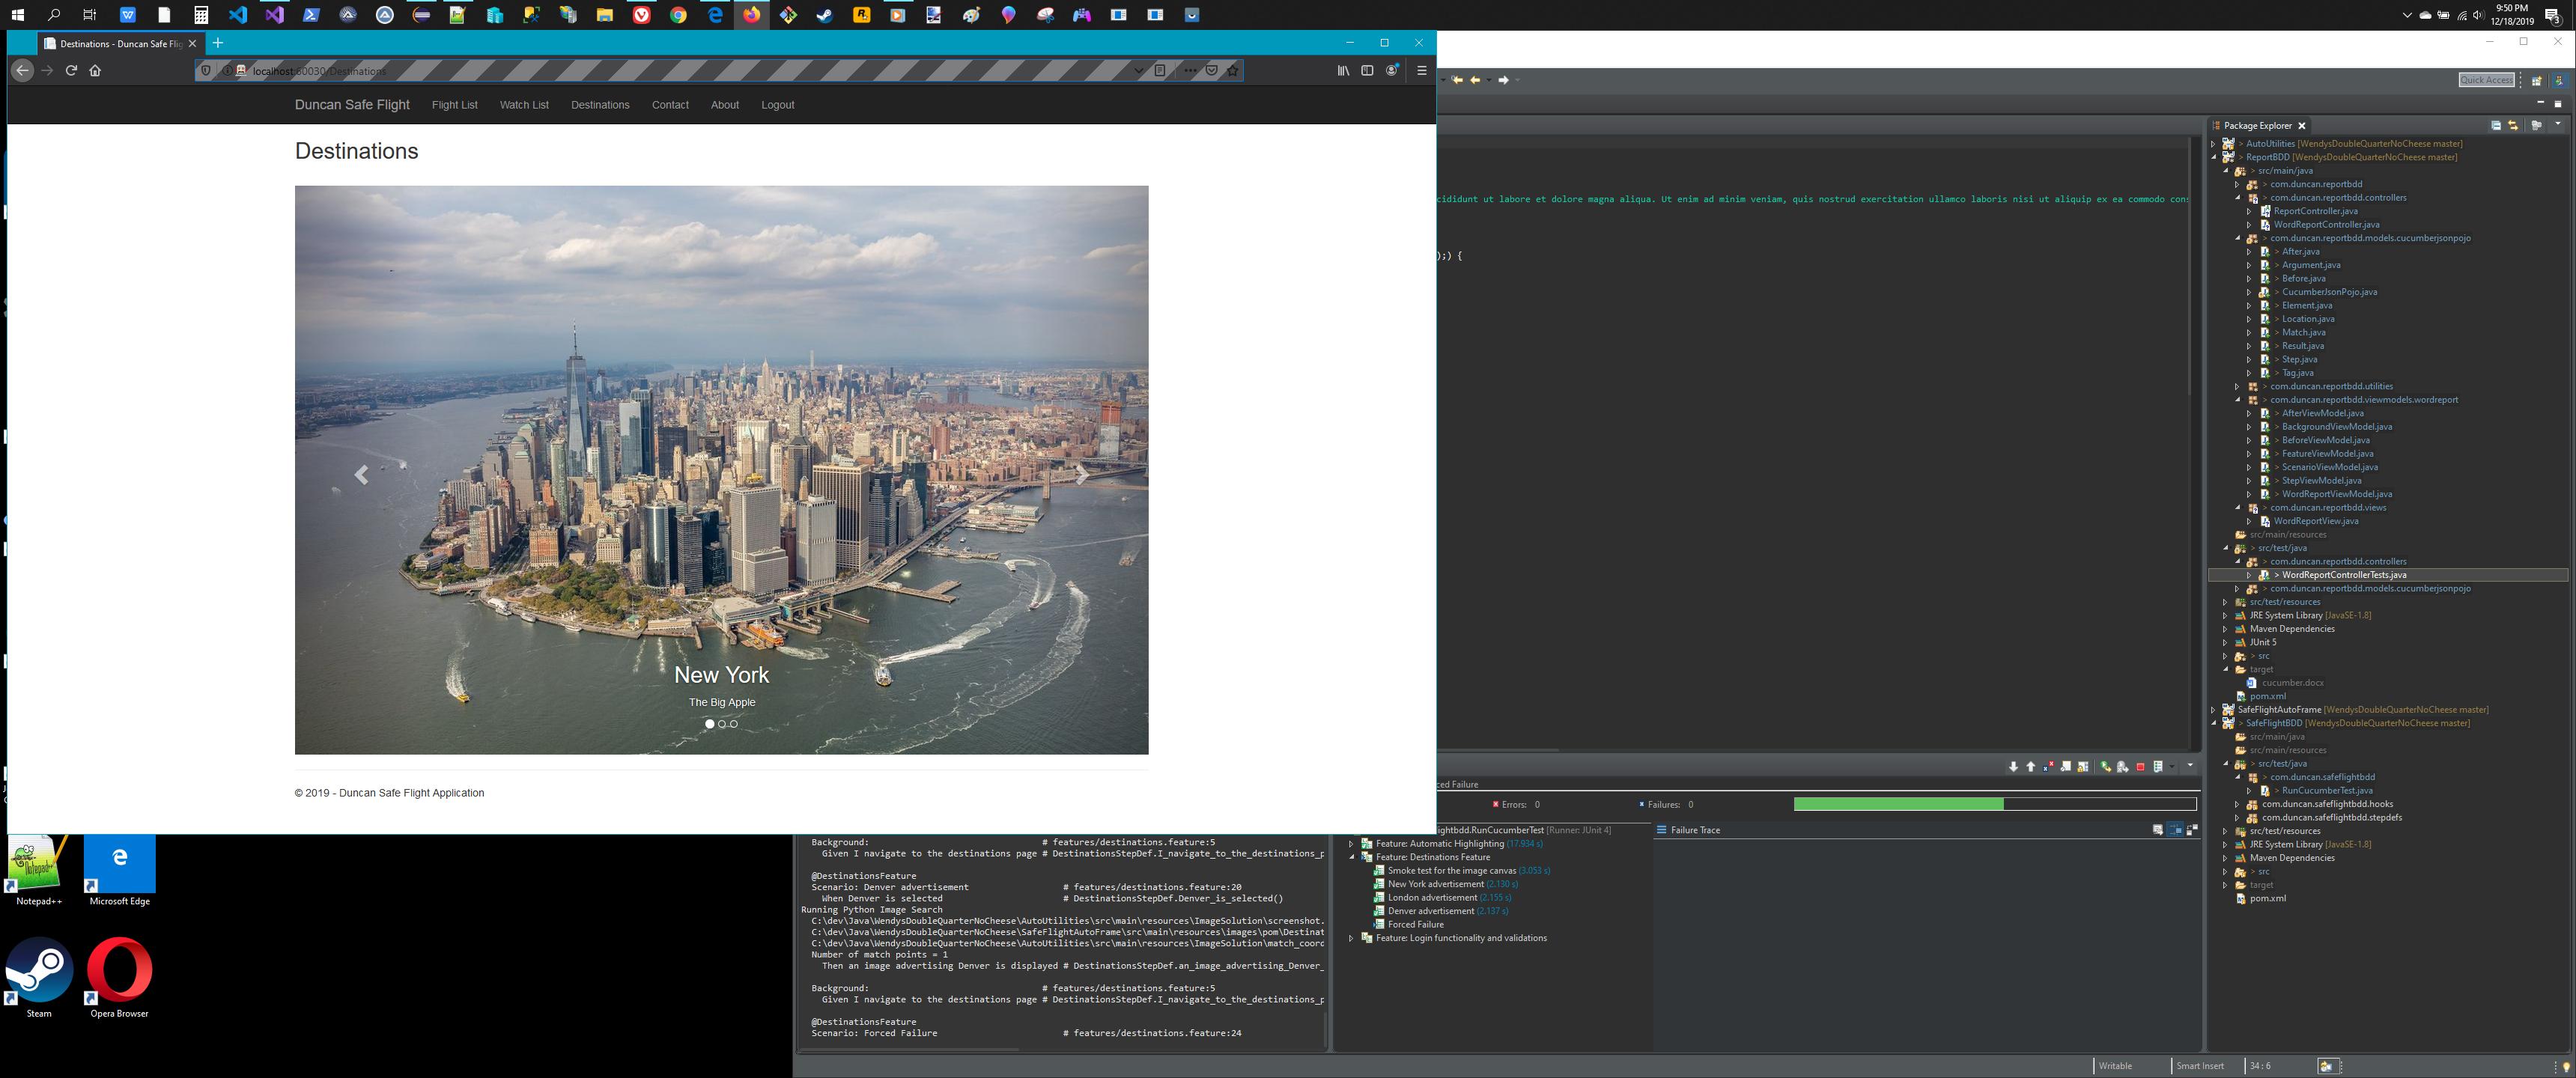 9:50 PM
12/18/2019
3
Destinations - Duncan Safe Flig
localhost:60030/Destinations
Quick Access
Duncan Safe Flight Flight List Watch List Destinations Contact About Logout
Destinations
New York
The Big Apple
© 2019 - Duncan Safe Flight Application
cididunt ut labore et dolore magna aliqua. Ut enim ad minim veniam, quis nostrud exercitation ullamco laboris nisi ut aliquip ex ea commodo cons
);) {
Package Explorer
> AutoUtilities [WendysDoubleQuarterNoCheese master]
> ReportBDD [WendysDoubleQuarterNoCheese master]
> src/main/java
> com.duncan.reportbdd
> com.duncan.reportbdd.controllers
ReportController.java
WordReportController.java
> com.duncan.reportbdd.models.cucumberjsonpojo
> After.java
> Argument.java
> Before.java
> CucumberJsonPojo.java
> Element.java
> Location.java
> Match.java
> Result.java
> Step.java
> Tag.java
> com.duncan.reportbdd.utilities
> com.duncan.reportbdd.viewmodels.wordreport
> AfterViewModel.java
> BackgroundViewModel.java
> BeforeViewModel.java
> FeatureViewModel.java
> ScenarioViewModel.java
> StepViewModel.java
> WordReportViewModel.java
> com.duncan.reportbdd.views
WordReportView.java
src/main/resources
> src/test/java
> com.duncan.reportbdd.controllers
> WordReportControllerTests.java
> com.duncan.reportbdd.models.cucumberjsonpojo
src/test/resources
JRE System Library [JavaSE-1.8]
Maven Dependencies
JUnit 5
> src
target
cucumber.docx
pom.xml
SafeFlightAutoFrame [WendysDoubleQuarterNoCheese master]
> SafeFlightBDD [WendysDoubleQuarterNoCheese master]
src/main/java
src/main/resources
> src/test/java
> com.duncan.safeflightbdd
> RunCucumberTest.java
com.duncan.safeflightbdd.hooks
com.duncan.safeflightbdd.stepdefs
src/test/resources
JRE System Library [JavaSE-1.8]
Maven Dependencies
> src
target
pom.xml
ced Failure
Errors: 0 Failures: 0
lightbdd.RunCucumberTest [Runner: JUnit 4]
Failure Trace
Feature: Automatic Highlighting (17.934 s)
Feature: Destinations Feature
Smoke test for the image canvas (3.053 s)
New York advertisement (2.130 s)
London advertisement (2.155 s)
Denver advertisement (2.137 s)
Forced Failure
Feature: Login functionality and validations
Background: # features/destinations.feature:5
Given I navigate to the destinations page # DestinationsStepDef.I_navigate_to_the_destinations_p
@DestinationsFeature
Scenario: Denver advertisement # features/destinations.feature:20
When Denver is selected # DestinationsStepDef.Denver_is_selected()
Running Python Image Search
C:\dev\Java\WendysDoubleQuarterNoCheese\AutoUtilities\src\main\resources\ImageSolution\screenshot.
C:\dev\Java\WendysDoubleQuarterNoCheese\SafeFlightAutoFrame\src\main\resources\images\pom\Destinat
C:\dev\Java\WendysDoubleQuarterNoCheese\AutoUtilities\src\main\resources\ImageSolution\match_coord
Number of match points = 1
Then an image advertising Denver is displayed # DestinationsStepDef.an_image_advertising_Denver_
Background: # features/destinations.feature:5
Given I navigate to the destinations page # DestinationsStepDef.I_navigate_to_the_destinations_p
@DestinationsFeature
Scenario: Forced Failure # features/destinations.feature:24
Notepad++
Microsoft Edge
Steam
Opera Browser
Writable Smart Insert 34 : 6